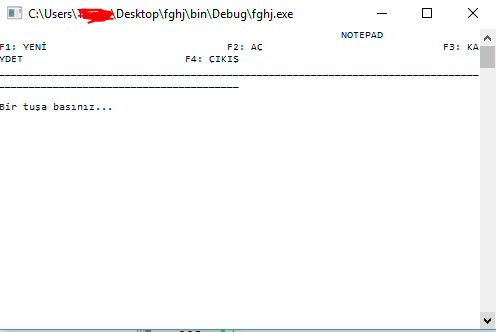 C:\Users\ \Desktop\fghj\bin\Debug\fghj.exe
NOTEPAD
F1: YENİ F2: AÇ F3: KA
YDET F4: ÇIKIŞ
Bir tuşa basınız...